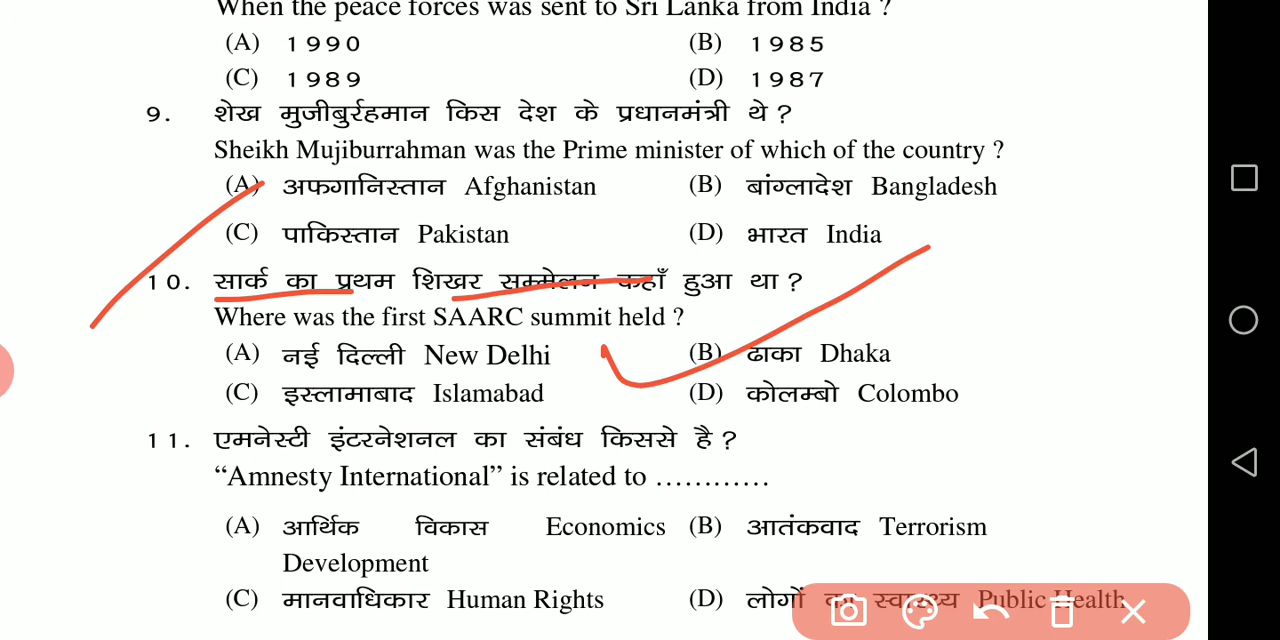 When the peace forces was sent to Sri Lanka from India ?
(A) 1990 (B) 1985
(C) 1989 (D) 1987
9. शेख मुजीबुर्रहमान किस देश के प्रधानमंत्री थे ?
Sheikh Mujiburrahman was the Prime minister of which of the country ?
(A) अफगानिस्तान Afghanistan (B) बांग्लादेश Bangladesh
(C) पाकिस्तान Pakistan (D) भारत India
10. सार्क का प्रथम शिखर सम्मेलन कहाँ हुआ था ?
Where was the first SAARC summit held ?
(A) नई दिल्ली New Delhi (B) ढाका Dhaka
(C) इस्लामाबाद Islamabad (D) कोलम्बो Colombo
11. एमनेस्टी इंटरनेशनल का संबंध किससे है ?
“Amnesty International” is related to ............
(A) आर्थिक विकास Economics (B) आतंकवाद Terrorism
Development
(C) मानवाधिकार Human Rights (D) लोगों का स्वास्थ्य Public Health